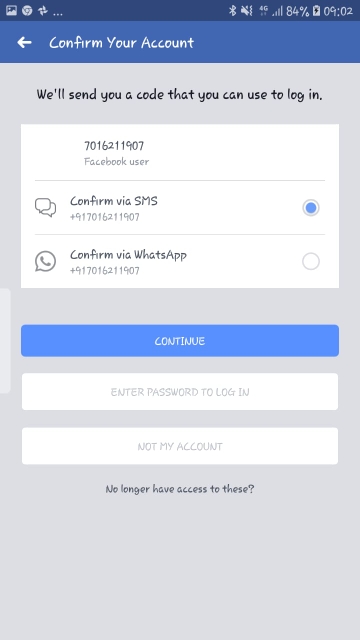 ... 4G 84% 09:02
Confirm Your Account
We'll send you a code that you can use to log in.
7016211907
Facebook user
Confirm via SMS
+917016211907
Confirm via WhatsApp
+917016211907
CONTINUE
ENTER PASSWORD TO LOG IN
NOT MY ACCOUNT
No longer have access to these?